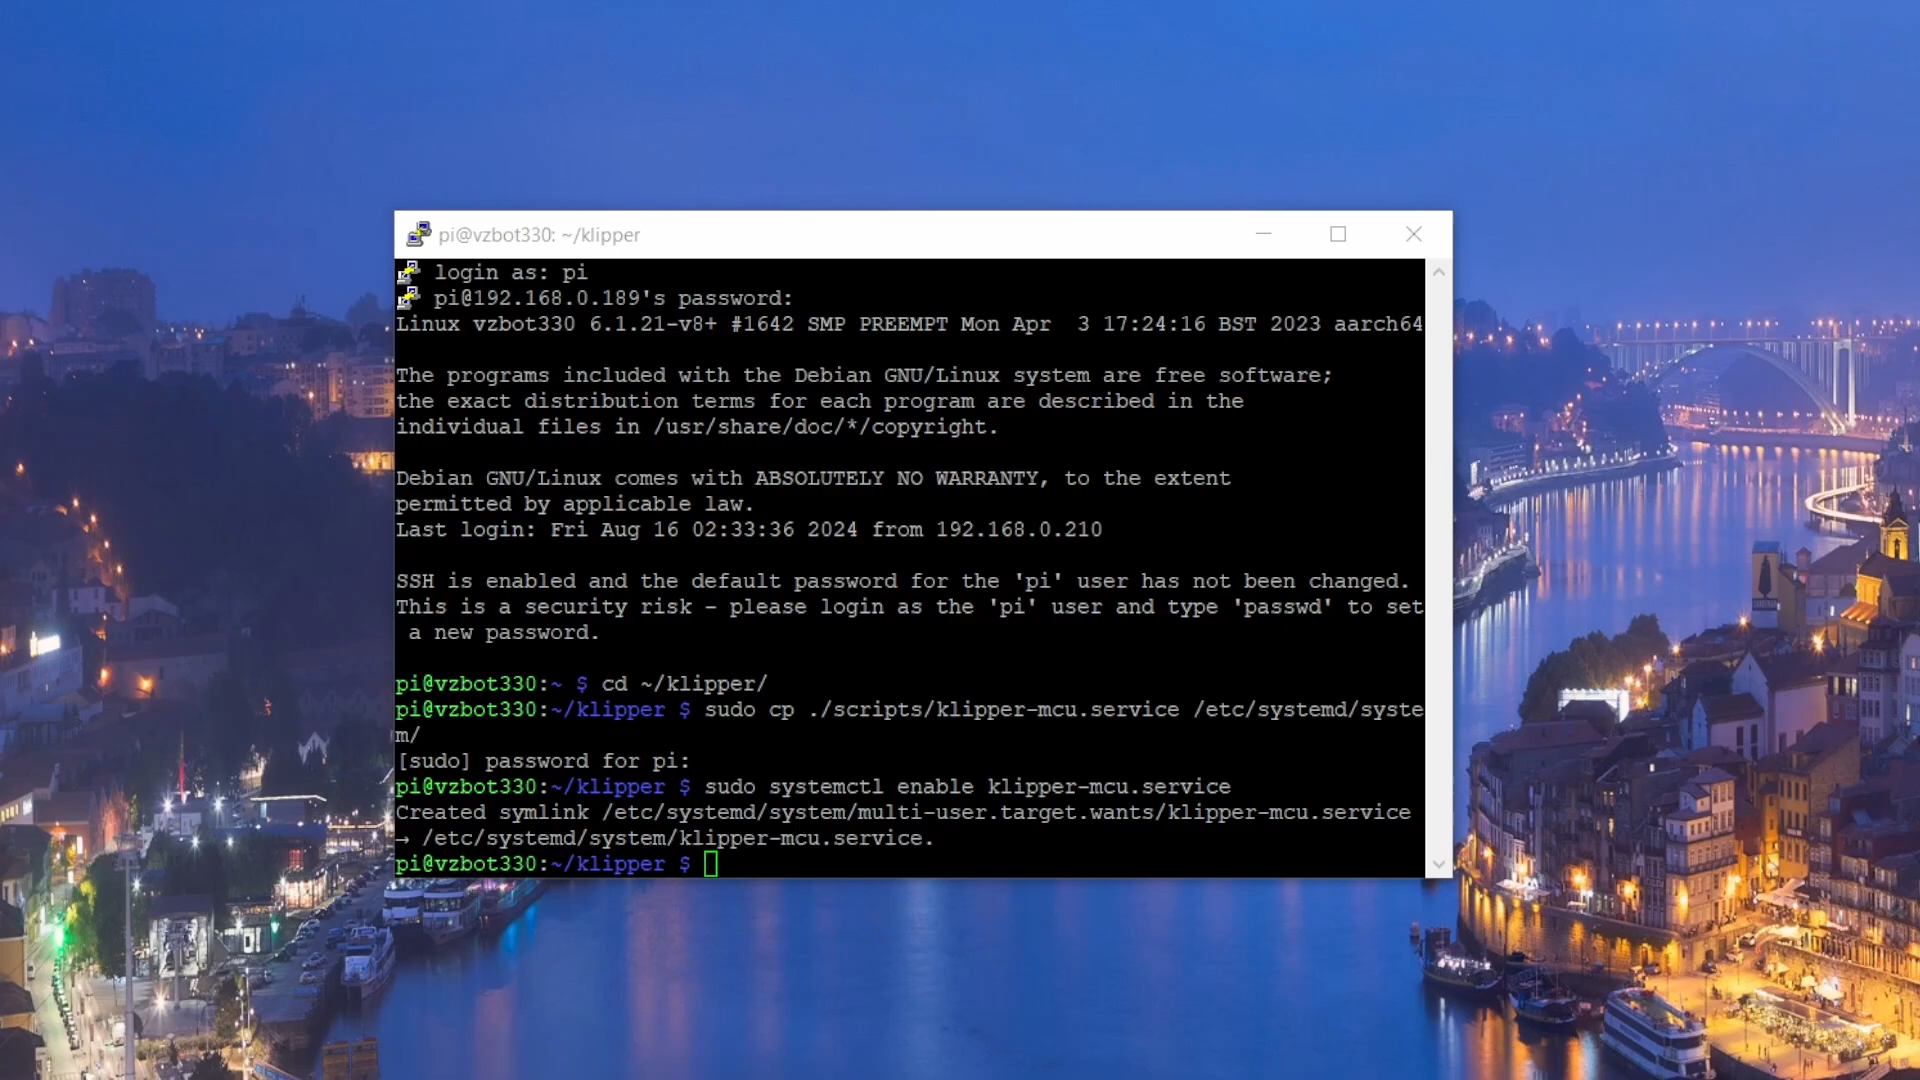 pi@vzbot330: ~/klipper
login as: pi
pi@192.168.0.189's password:
Linux vzbot330 6.1.21-v8+ #1642 SMP PREEMPT Mon Apr  3 17:24:16 BST 2023 aarch64
The programs included with the Debian GNU/Linux system are free software;
the exact distribution terms for each program are described in the
individual files in /usr/share/doc/*/copyright.
Debian GNU/Linux comes with ABSOLUTELY NO WARRANTY, to the extent
permitted by applicable law.
Last login: Fri Aug 16 02:33:36 2024 from 192.168.0.210
SSH is enabled and the default password for the 'pi' user has not been changed.
This is a security risk - please login as the 'pi' user and type 'passwd' to set
 a new password.
pi@vzbot330:~ $ cd ~/klipper/
pi@vzbot330:~/klipper $ sudo cp ./scripts/klipper-mcu.service /etc/systemd/syste
m/
[sudo] password for pi:
pi@vzbot330:~/klipper $ sudo systemctl enable klipper-mcu.service
Created symlink /etc/systemd/system/multi-user.target.wants/klipper-mcu.service
→ /etc/systemd/system/klipper-mcu.service.
pi@vzbot330:~/klipper $